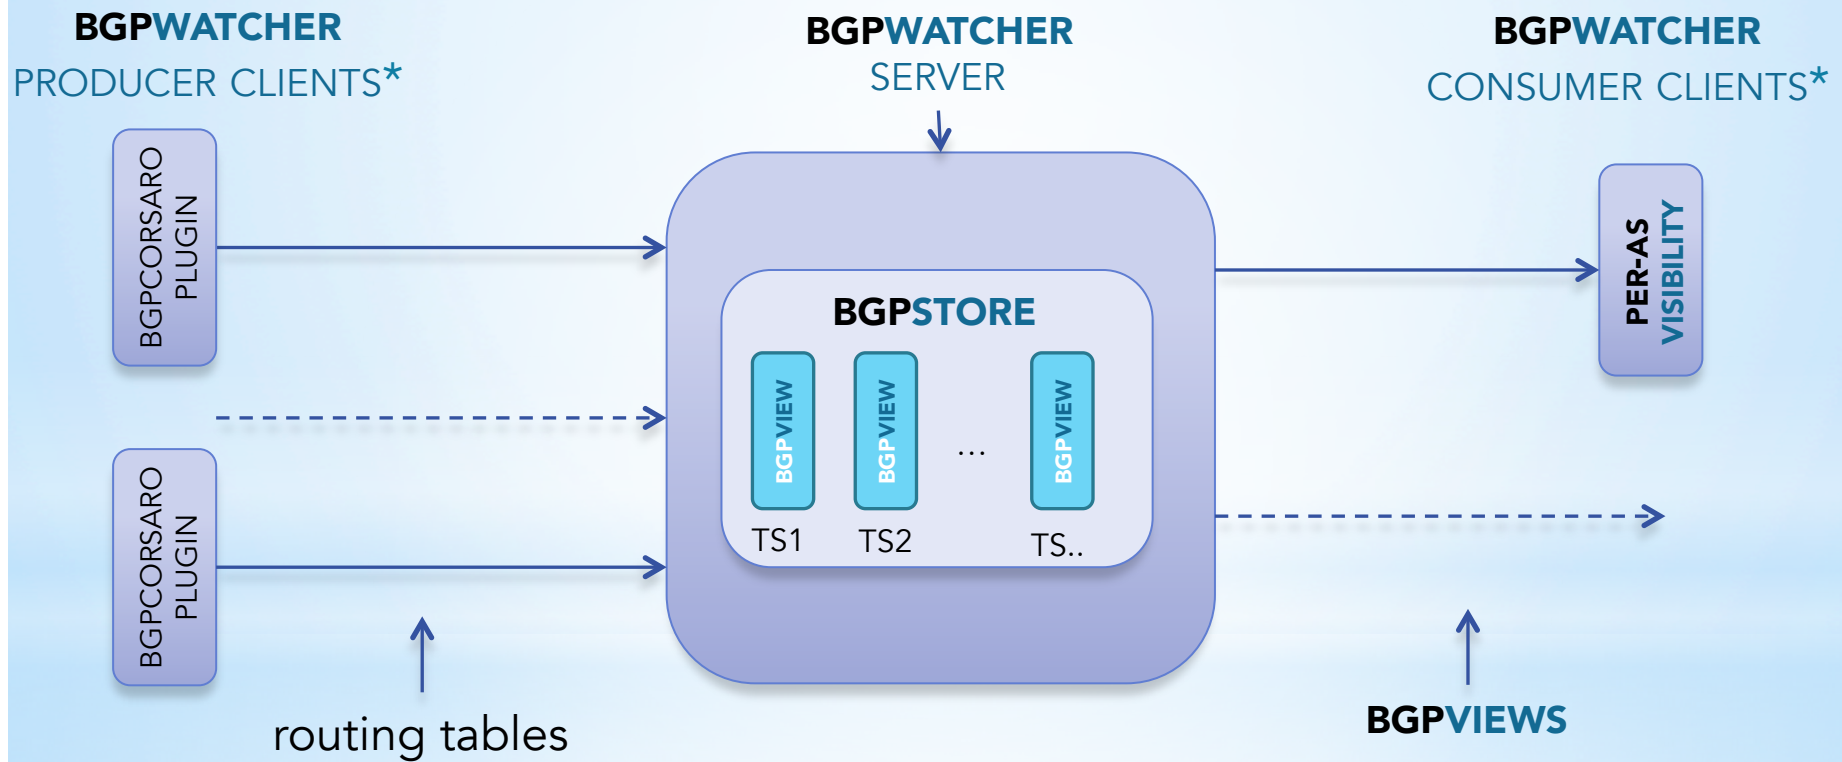 BGPWATCHER
PRODUCER CLIENTS*
BGPWATCHER
SERVER
BGPWATCHER
CONSUMER CLIENTS*
BGPCORSARO
PLUGIN
BGPCORSARO
PLUGIN
routing tables
BGPSTORE
BGPVIEW
BGPVIEW
...
BGPVIEW
TS1
TS2
TS..
PER-AS
VISIBILITY
BGPVIEWS